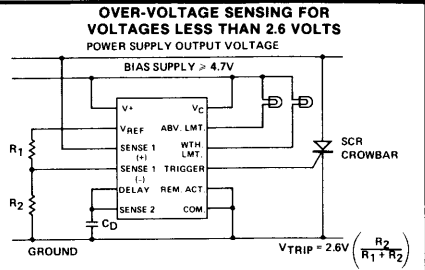 OVER-VOLTAGE SENSING FOR
VOLTAGES LESS THAN 2.6 VOLTS
POWER SUPPLY OUTPUT VOLTAGE
BIAS SUPPLY ⩾ 4.7V
V+ VC
VREF ABV. LMT.
R1 SENSE 1 (+) WTH. LMT.
SENSE 1 (-) TRIGGER
SCR CROWBAR
R2 DELAY REM. ACT.
SENSE 2 COM
CD
GROUND
VTRIP = 2.6V (R2 / R1 + R2)